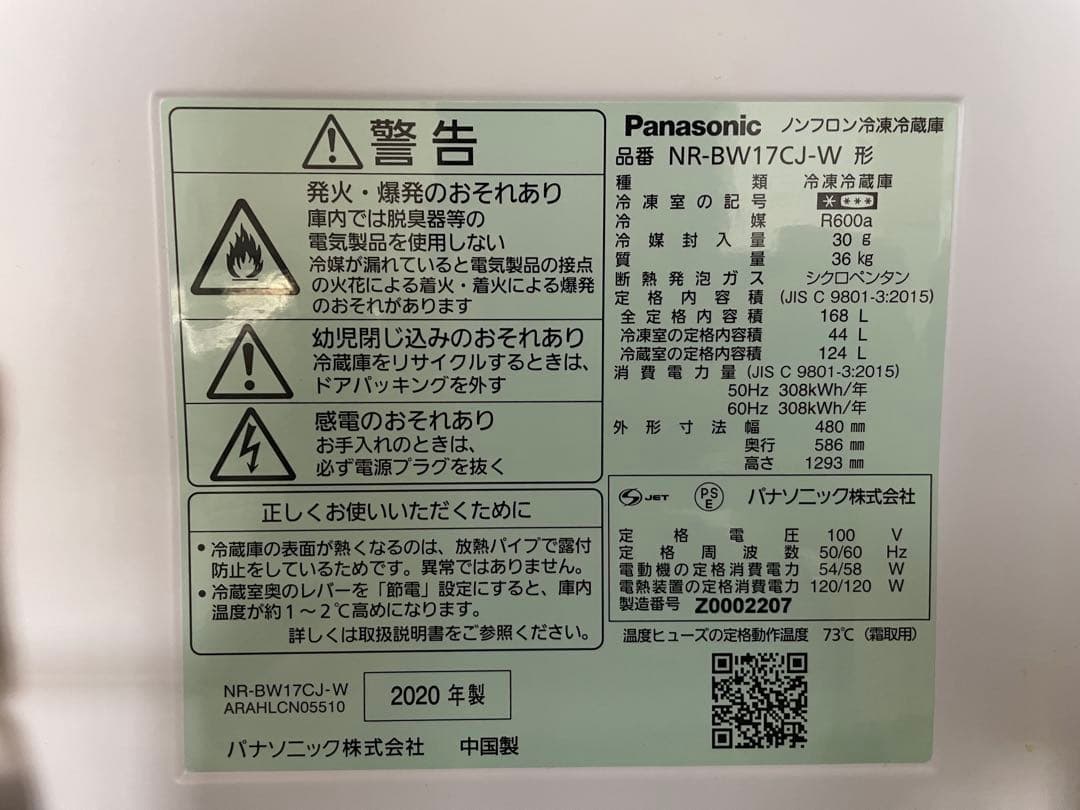 警告
発火・爆発のおそれあり
庫内では脱臭器等の
電気製品を使用しない
冷媒が漏れていると電気製品の接点
の火花による着火・着火による爆発
のおそれがあります
幼児閉じ込みのおそれあり
冷蔵庫をリサイクルするときは、
ドアパッキングを外す
感電のおそれあり
お手入れのときは、
必ず電源プラグを抜く
正しくお使いいただくために
・冷蔵庫の表面が熱くなるのは、放熱パイプで露付
防止をしているためです。異常ではありません。
・冷蔵室奥のレバーを「節電」設定にすると、庫内
温度が約1～2℃高めになります。
詳しくは取扱説明書をご参照ください。
NR-BW17CJ-W
ARAHLCN05510
2020年製
パナソニック株式会社 中国製
Panasonic ノンフロン冷凍冷蔵庫
品番 NR-BW17CJ-W 形
種類 冷凍冷蔵庫
冷凍室の記号 * ***
冷媒 R600a
冷媒封入量 30 g
質量 36 kg
断熱発泡ガス シクロペンタン
定格内容積 (JIS C 9801-3:2015)
全定格内容積 168 L
冷凍室の定格内容積 44 L
冷蔵室の定格内容積 124 L
消費電力量 (JIS C 9801-3:2015)
50Hz 308kWh/年
60Hz 308kWh/年
外形寸法 幅 480 mm
奥行 586 mm
高さ 1293 mm
S JET PSE パナソニック株式会社
定格電圧 100 V
定格周波数 50/60 Hz
電動機の定格消費電力 54/58 W
電熱装置の定格消費電力 120/120 W
製造番号 Z0002207
温度ヒューズの定格動作温度 73℃ (霜取用)